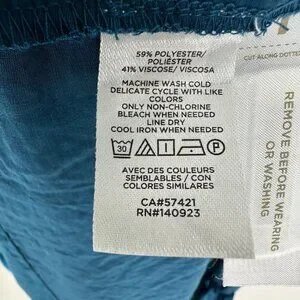 59% POLYESTER/
POLIÉSTER
41% VISCOSE/ VISCOSA
MACHINE WASH COLD
DELICATE CYCLE WITH LIKE
COLORS
ONLY NON-CHLORINE
BLEACH WHEN NEEDED
LINE DRY
COOL IRON WHEN NEEDED
30 P
AVEC DES COULEURS
SEMBLABLES / CON
COLORES SIMILARES
CA#57421
RN#140923
CUT ALONG DOTTE
REMOVE BEFORE WEARING
OR WASHING